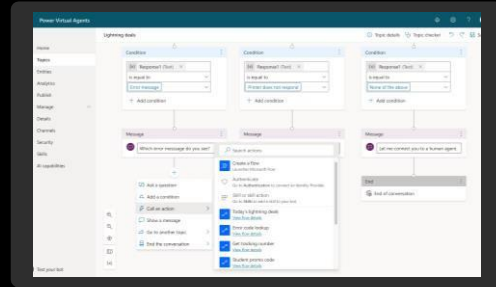 Power Virtual Agents
Lightning deals
Topic details
Topic checker
Home
Topics
Entities
Analytics
Publish
Manage
Details
Channels
Security
Skills
AI capabilities
Condition
Condition
Condition
Response1 (Text)
Response1 (Text)
Response1 (Text)
is equal to
is equal to
is equal to
Error message
Printer does not respond
None of the above
+ Add condition
+ Add condition
+ Add condition
Message
Message
Message
Which error message do you see?
Let me connect you to a human agent
Search actions
Create a flow
Authenticate
Today's lightning deals
View flow details
Error code lookup
View flow details
Get tracking number
View flow details
Student promo code
View flow details
Ask a question
Add a condition
Call an action
Show a message
Go to another topic
End the conversation
End
End of conversation
Test your bot